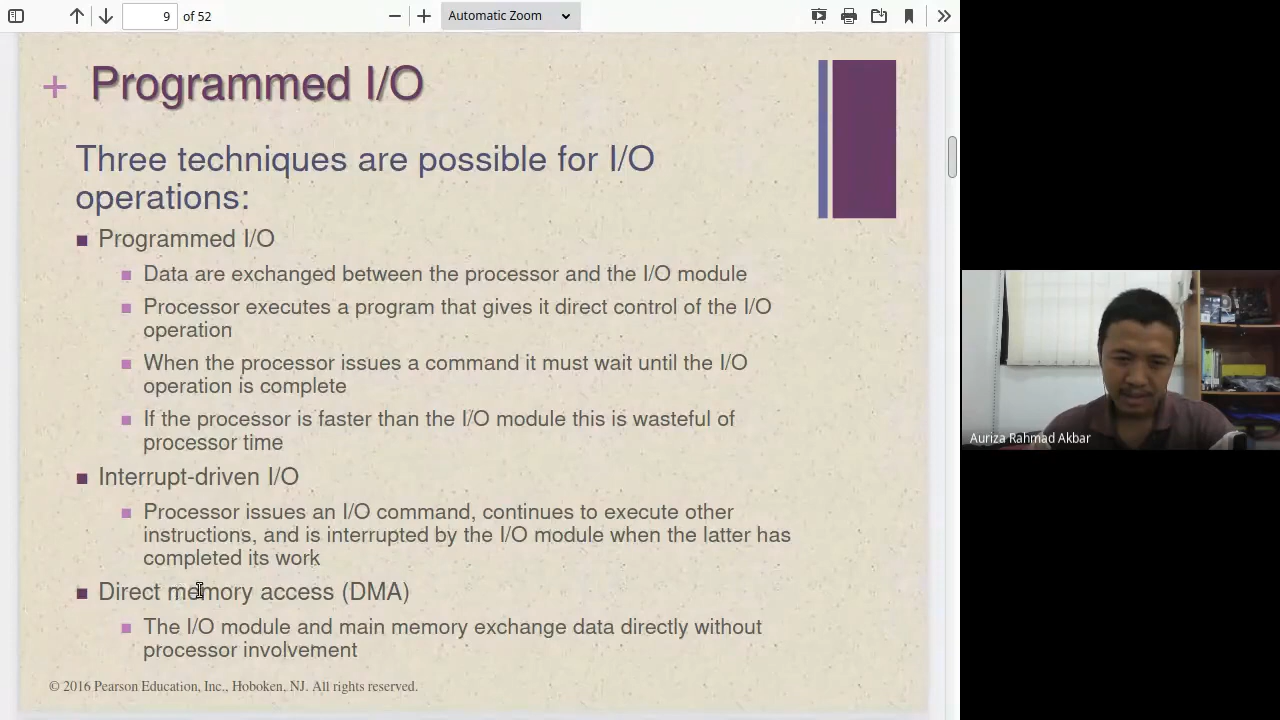 9 of 52
Automatic Zoom
+ Programmed I/O
Three techniques are possible for I/O
operations:
Programmed I/O
Data are exchanged between the processor and the I/O module
Processor executes a program that gives it direct control of the I/O
operation
When the processor issues a command it must wait until the I/O
operation is complete
If the processor is faster than the I/O module this is wasteful of
processor time
Interrupt-driven I/O
Processor issues an I/O command, continues to execute other
instructions, and is interrupted by the I/O module when the latter has
completed its work
Direct memory access (DMA)
The I/O module and main memory exchange data directly without
processor involvement
© 2016 Pearson Education, Inc., Hoboken, NJ. All rights reserved.
Auriza Rahmad Akbar